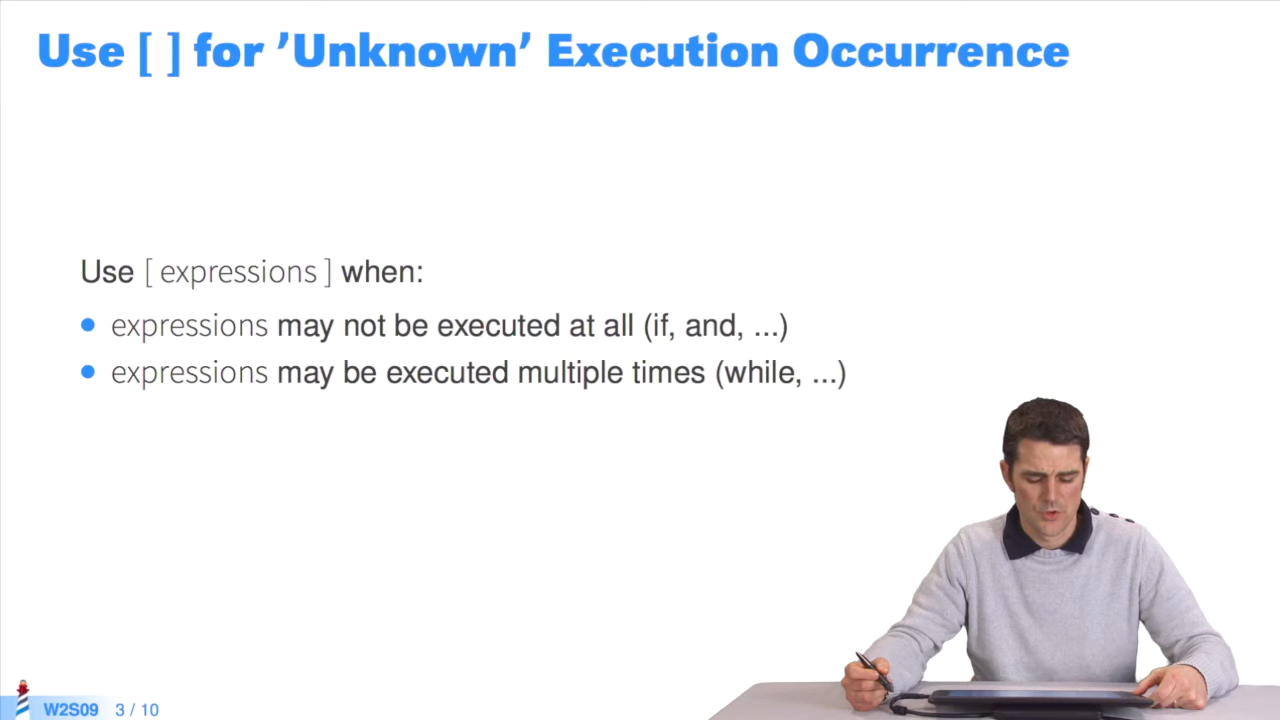 Use [ ] for ’Unknown’ Execution Occurrence
Use [ expressions ] when:
expressions may not be executed at all (if, and, ...)
expressions may be executed multiple times (while, ...)
W2S09 3 / 10